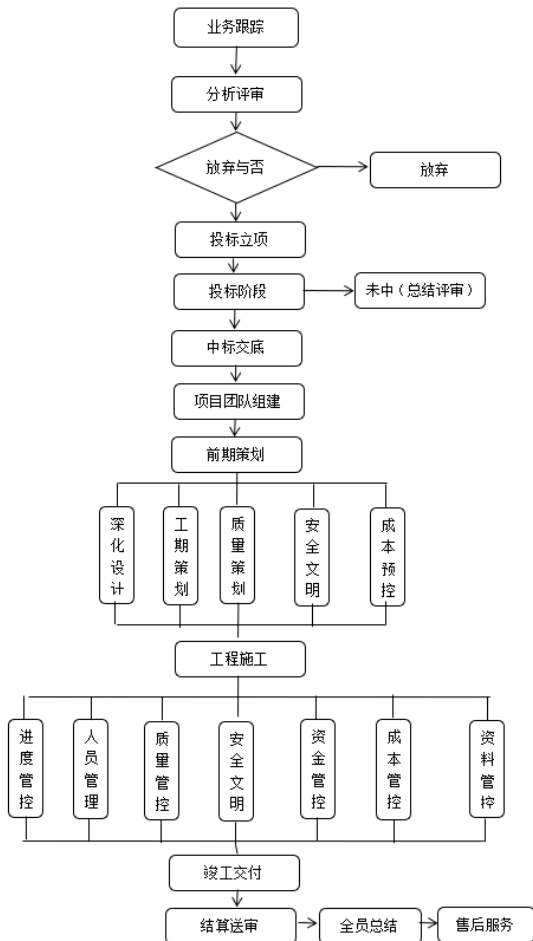 业务跟踪
分析评审
放弃与否
放弃
投标立项
投标阶段
未中（总结评审）
中标交底
项目团队组建
前期策划
深化设计
工期策划
质量策划
安全文明
成本预控
工程施工
进度管控
人员管理
质量管控
安全文明
资金管控
成本管控
资料管控
竣工交付
结算送审
全员总结
售后服务